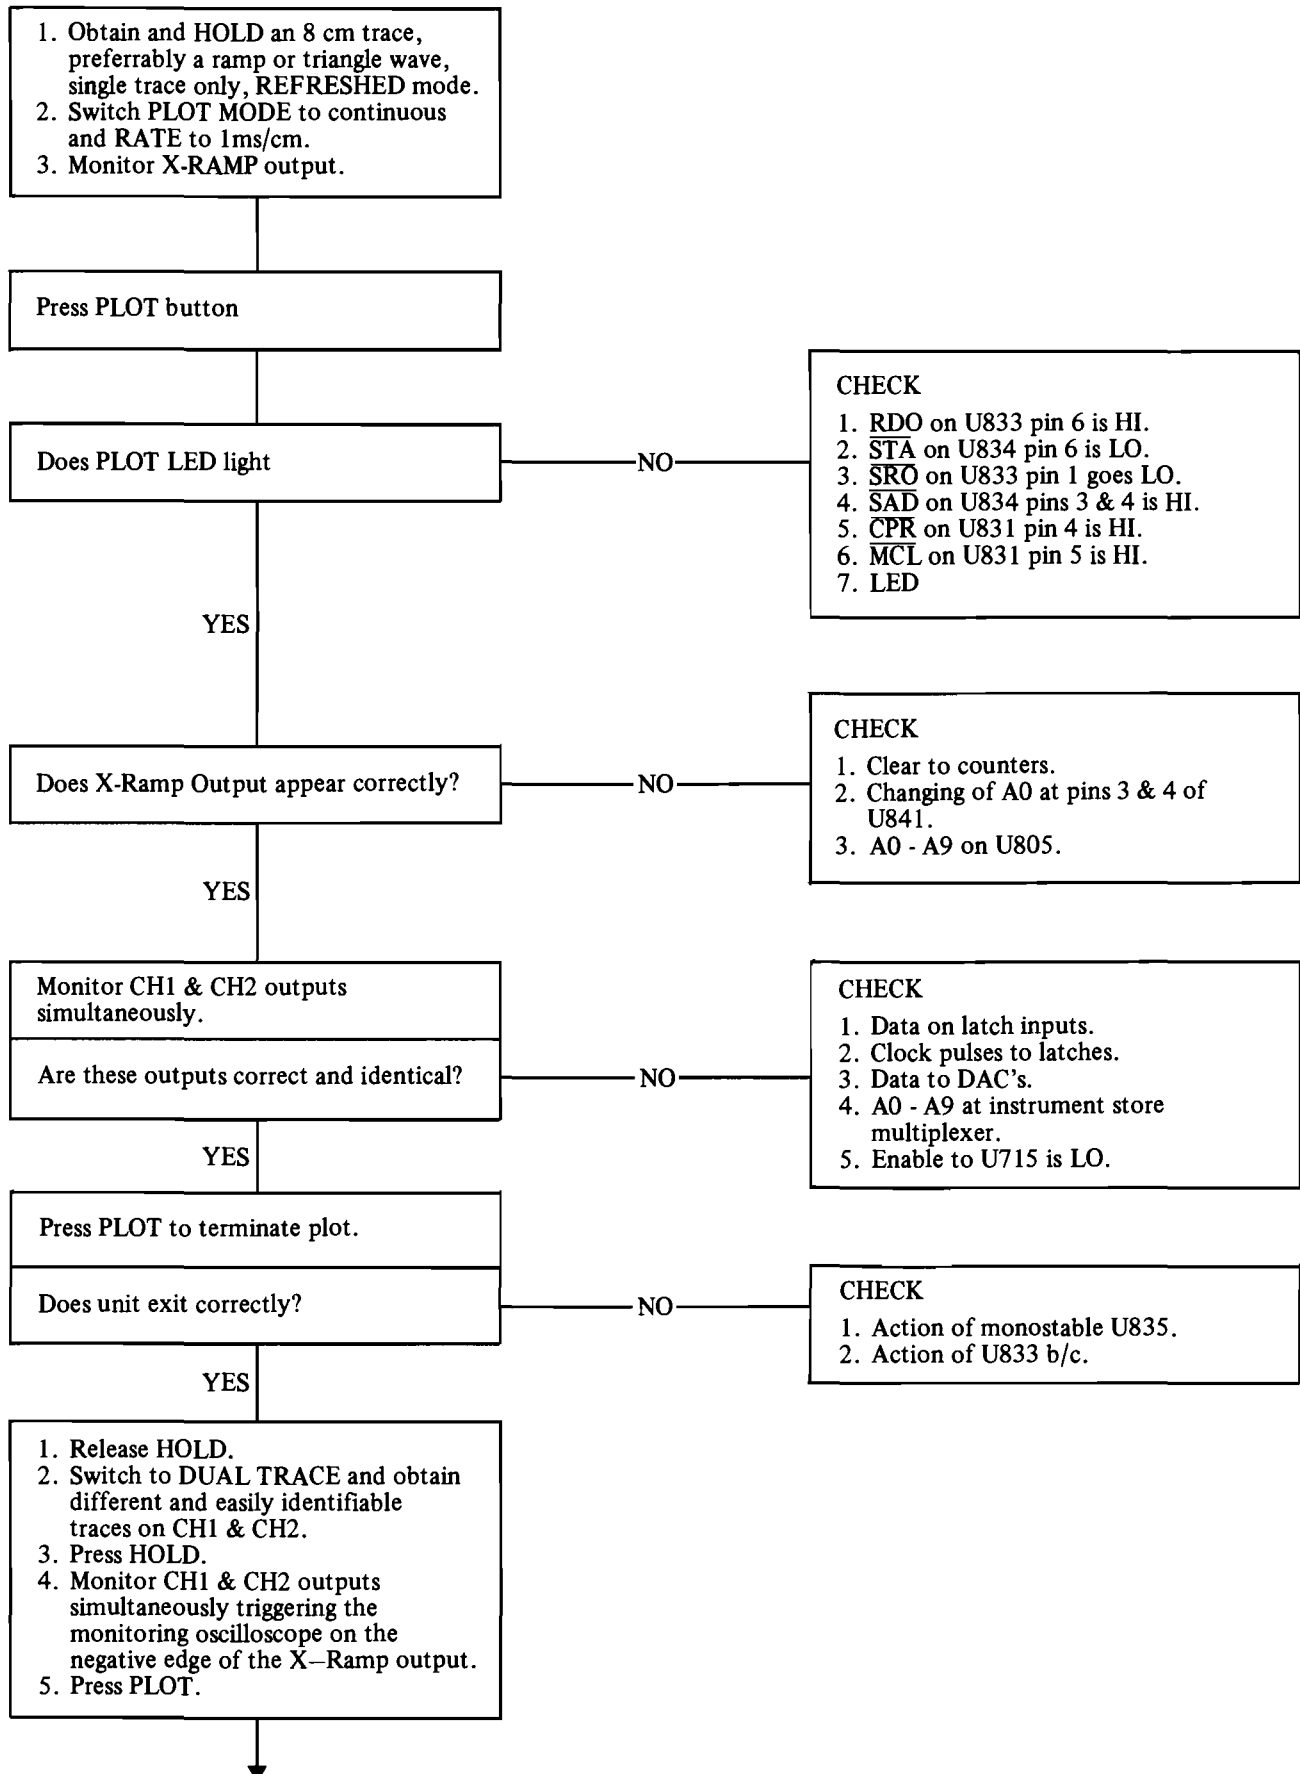 1. Obtain and HOLD an 8 cm trace,
preferrably a ramp or triangle wave,
single trace only, REFRESHED mode.
2. Switch PLOT MODE to continuous
and RATE to 1ms/cm.
3. Monitor X-RAMP output.
Press PLOT button
Does PLOT LED light
NO
CHECK
1. RDO on U833 pin 6 is HI.
2. S̅T̅A̅ on U834 pin 6 is LO.
3. S̅R̅O̅ on U833 pin 1 goes LO.
4. S̅A̅D̅ on U834 pins 3 & 4 is HI.
5. C̅P̅R̅ on U831 pin 4 is HI.
6. M̅C̅L̅ on U831 pin 5 is HI.
7. LED
YES
Does X-Ramp Output appear correctly?
NO
CHECK
1. Clear to counters.
2. Changing of A0 at pins 3 & 4 of
U841.
3. A0 - A9 on U805.
YES
Monitor CH1 & CH2 outputs
simultaneously.
Are these outputs correct and identical?
NO
CHECK
1. Data on latch inputs.
2. Clock pulses to latches.
3. Data to DAC's.
4. A0 - A9 at instrument store
multiplexer.
5. Enable to U715 is LO.
YES
Press PLOT to terminate plot.
Does unit exit correctly?
NO
CHECK
1. Action of monostable U835.
2. Action of U833 b/c.
YES
1. Release HOLD.
2. Switch to DUAL TRACE and obtain
different and easily identifiable
traces on CH1 & CH2.
3. Press HOLD.
4. Monitor CH1 & CH2 outputs
simultaneously triggering the
monitoring oscilloscope on the
negative edge of the X–Ramp output.
5. Press PLOT.